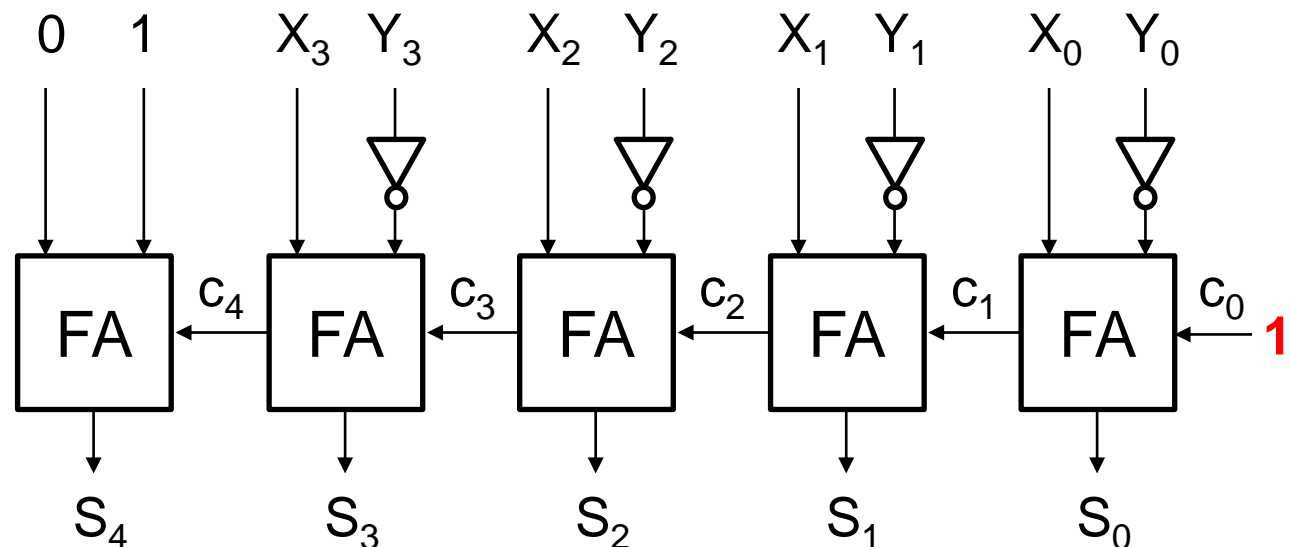 0 1 X₃ Y₃ X₂ Y₂ X₁ Y₁ X₀ Y₀
FA c₄ FA c₃ FA c₂ FA c₁ FA c₀ 1
S₄ S₃ S₂ S₁ S₀